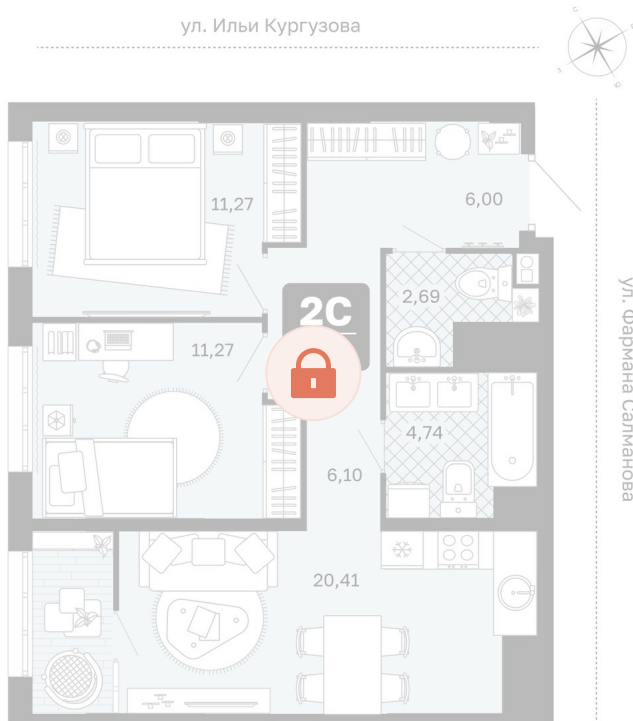 ул. Ильи Кургузова
С
З
Ю
11,27
6,00
2С
2,69
11,27
4,74
6,10
20,41
ул. Фармана Салманова